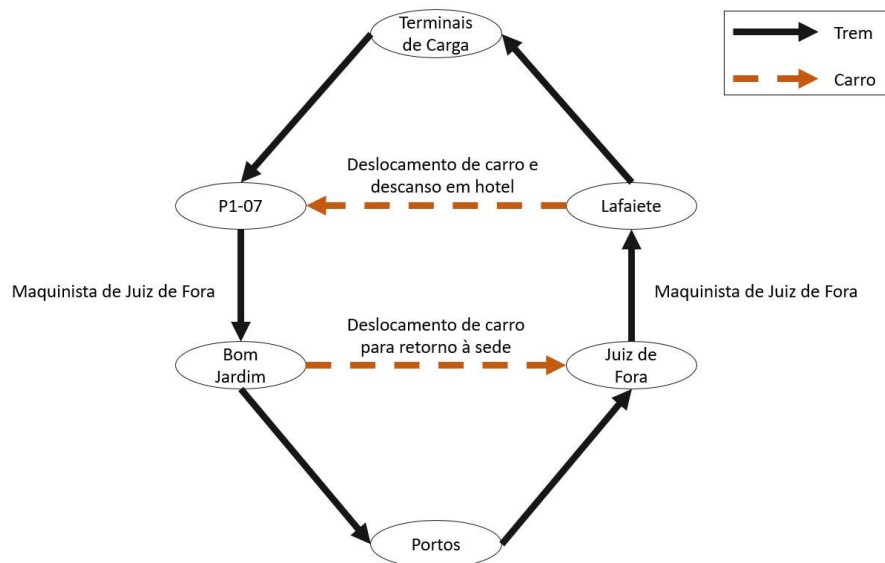 Terminais
de Carga
Trem
Carro
Deslocamento de carro e
descanso em hotel
P1-07
Lafaiete
Maquinista de Juiz de Fora
Maquinista de Juiz de Fora
Deslocamento de carro
para retorno à sede
Bom
Jardim
Juiz de
Fora
Portos